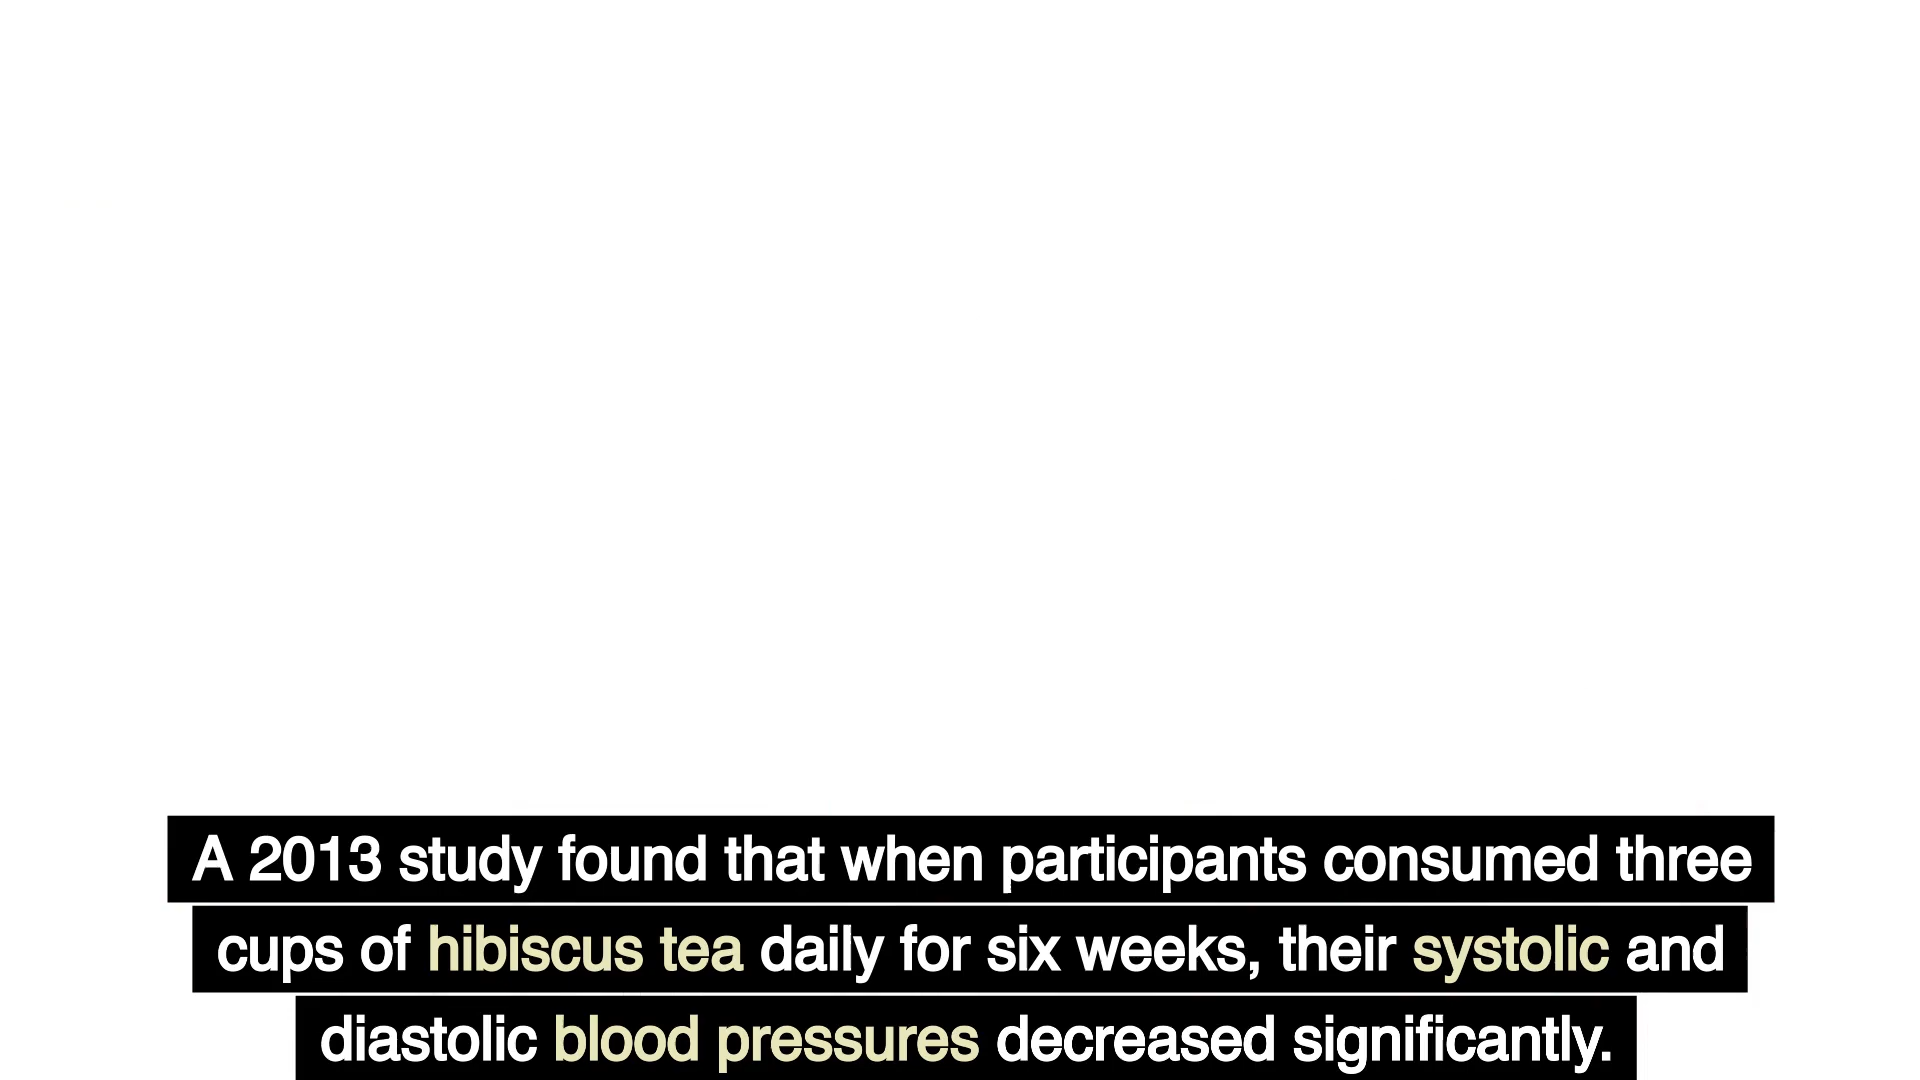 A 2013 study found that when participants consumed three
cups of hibiscus tea daily for six weeks, their systolic and
diastolic blood pressures decreased significantly.